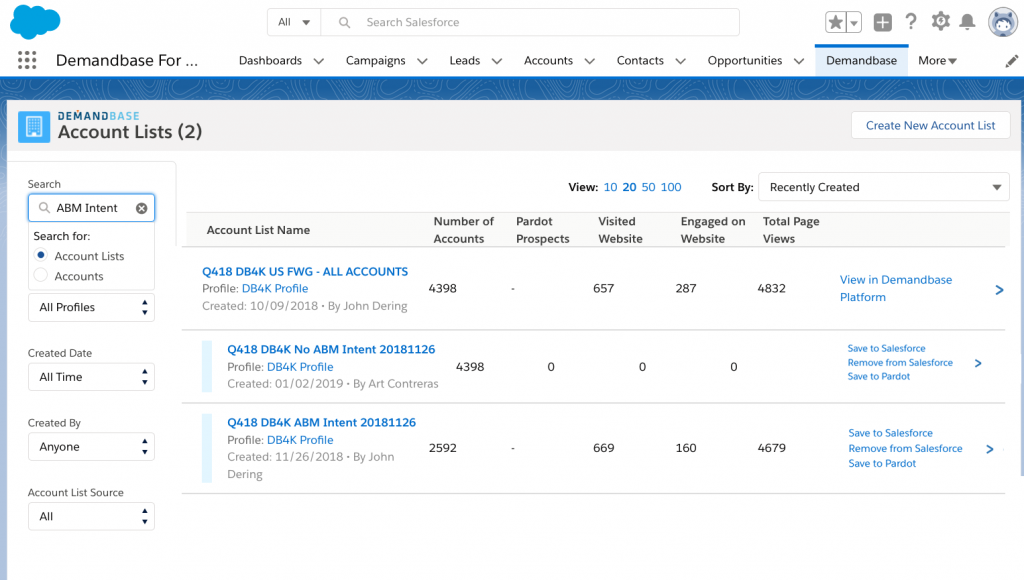 All
Search Salesforce
Demandbase For ...
Dashboards
Campaigns
Leads
Accounts
Contacts
Opportunities
Demandbase
More
DEMANDBASE
Account Lists (2)
Create New Account List
Search
ABM Intent
Search for:
Account Lists
Accounts
All Profiles
Created Date
All Time
Created By
Anyone
Account List Source
All
View: 10 20 50 100
Sort By: Recently Created
Account List Name
Number of
Accounts
Pardot
Prospects
Visited
Website
Engaged on
Website
Total Page
Views
Q418 DB4K US FWG - ALL ACCOUNTS
Profile: DB4K Profile
Created: 10/09/2018 • By John Dering
4398 - 657 287 4832
View in Demandbase
Platform
Q418 DB4K No ABM Intent 20181126
Profile: DB4K Profile
Created: 01/02/2019 • By Art Contreras
4398 0 0 0
Save to Salesforce
Remove from Salesforce
Save to Pardot
Q418 DB4K ABM Intent 20181126
Profile: DB4K Profile
Created: 11/26/2018 • By John
Dering
2592 - 669 160 4679
Save to Salesforce
Remove from Salesforce
Save to Pardot